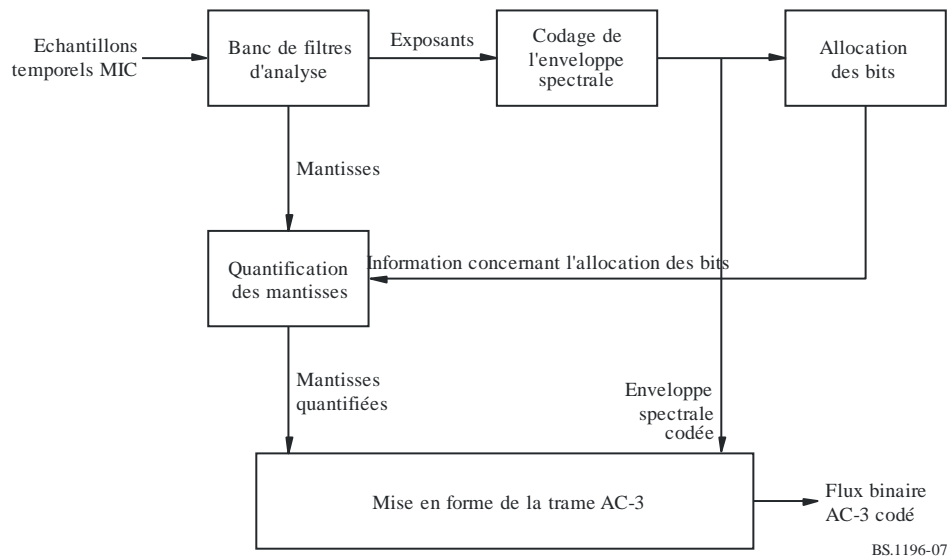 Echantillons
temporels MIC
Banc de filtres
d'analyse
Exposants
Codage de
l'enveloppe
spectrale
Allocation
des bits
Mantisses
Quantification
des mantisses
Information concernant l'allocation des bits
Mantisses
quantifiées
Enveloppe
spectrale
codée
Mise en forme de la trame AC-3
Flux binaire
AC-3 codé
BS.1196-07